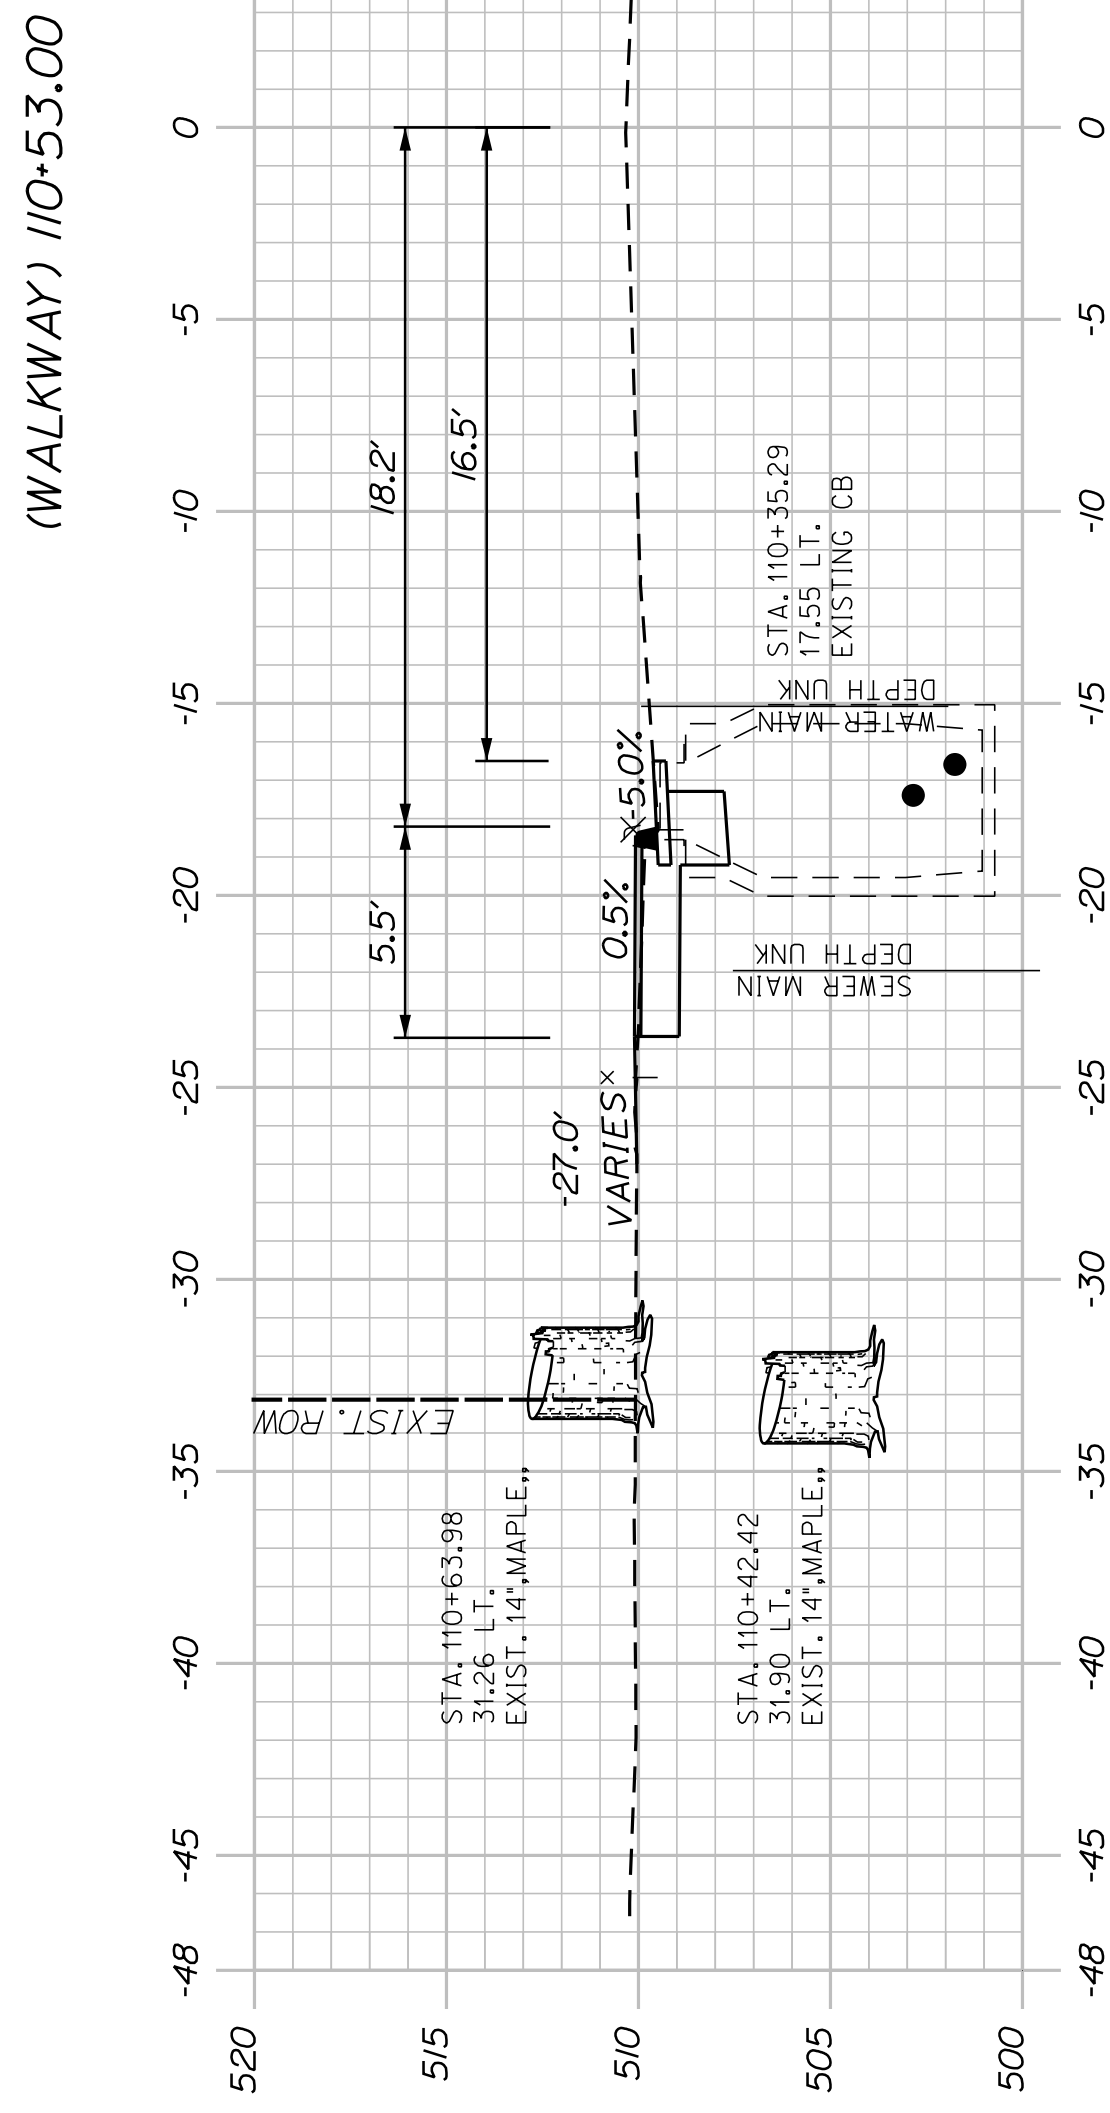 (WALKWAY) 110+53.00
520
515
510
505
500
-48
-45
-40
-35
-30
-25
-20
-15
-10
-5
0
-48
-45
-40
-35
-30
-25
-20
-15
-10
-5
0
5.5'
18.2'
16.5'
STA. 110+63.98
31.26 LT.
EXIST. 14",MAPLE,,
EXIST. ROW
-27.0'
VARIES*
0.5%
-5.0%
STA. 110+42.42
31.90 LT.
EXIST. 14",MAPLE,,
SEWER MAIN
DEPTH UNK
WATER MAIN
DEPTH UNK
STA. 110+35.29
17.55 LT.
EXISTING CB